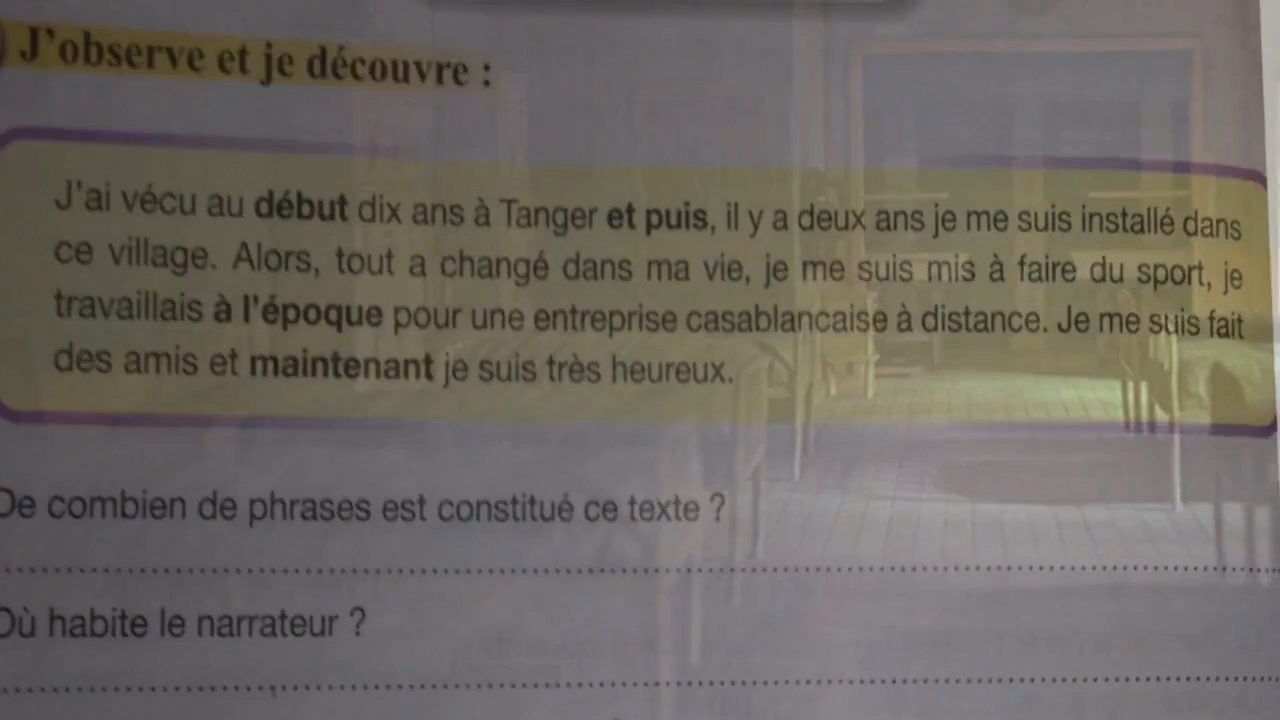 J'observe et je découvre :
J'ai vécu au début dix ans à Tanger et puis, il y a deux ans je me suis installé dans
ce village. Alors, tout a changé dans ma vie, je me suis mis à faire du sport, je
travaillais à l'époque pour une entreprise casablancaise à distance. Je me suis fait
des amis et maintenant je suis très heureux.
De combien de phrases est constitué ce texte ?
Où habite le narrateur ?